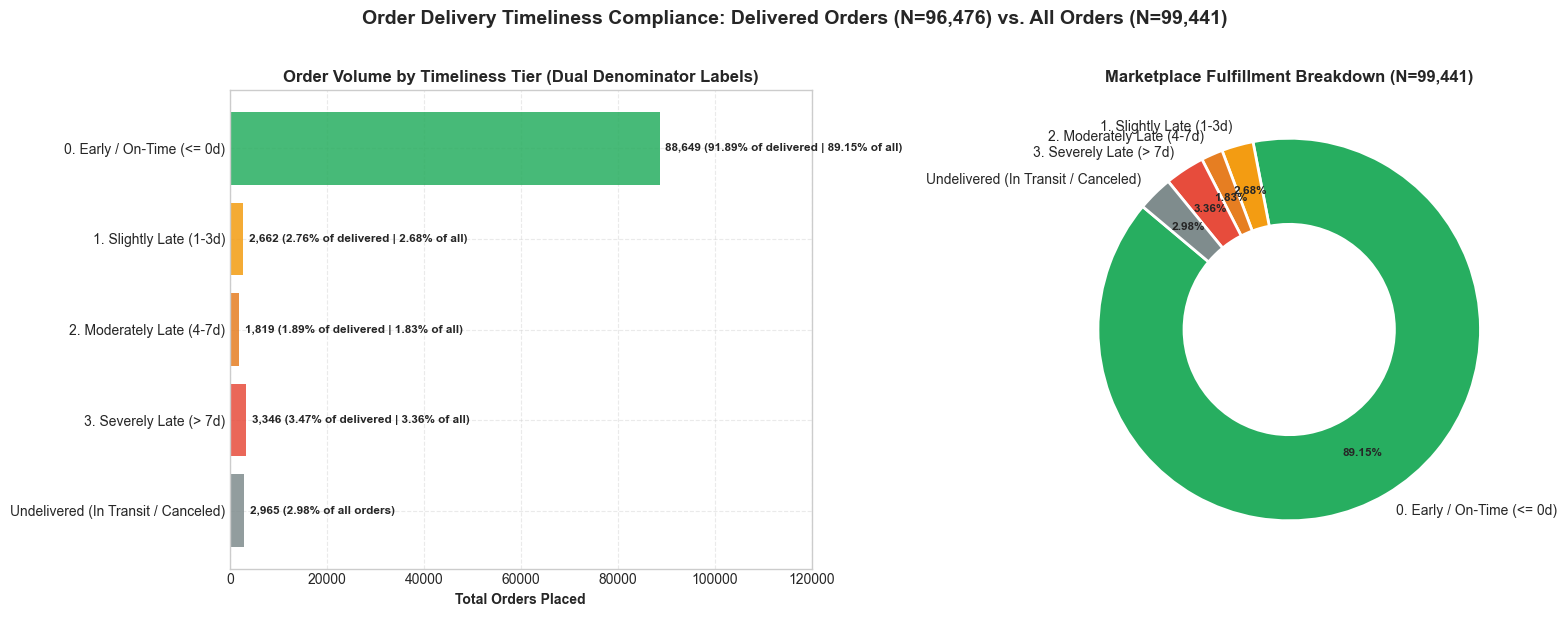 Order Delivery Timeliness Compliance: Delivered Orders (N=96,476) vs. All Orders (N=99,441)
Order Volume by Timeliness Tier (Dual Denominator Labels)
0. Early / On-Time (<= 0d)
88,649 (91.89% of delivered | 89.15% of all)
1. Slightly Late (1-3d)
2,662 (2.76% of delivered | 2.68% of all)
2. Moderately Late (4-7d)
1,819 (1.89% of delivered | 1.83% of all)
3. Severely Late (> 7d)
3,346 (3.47% of delivered | 3.36% of all)
Undelivered (In Transit / Canceled)
2,965 (2.98% of all orders)
0 20000 40000 60000 80000 100000 120000
Total Orders Placed
Marketplace Fulfillment Breakdown (N=99,441)
1. Slightly Late (1-3d)
2. Moderately Late (4-7d)
3. Severely Late (> 7d)
Undelivered (In Transit / Canceled)
2.68%
1.83%
3.36%
2.98%
89.15%
0. Early / On-Time (<= 0d)